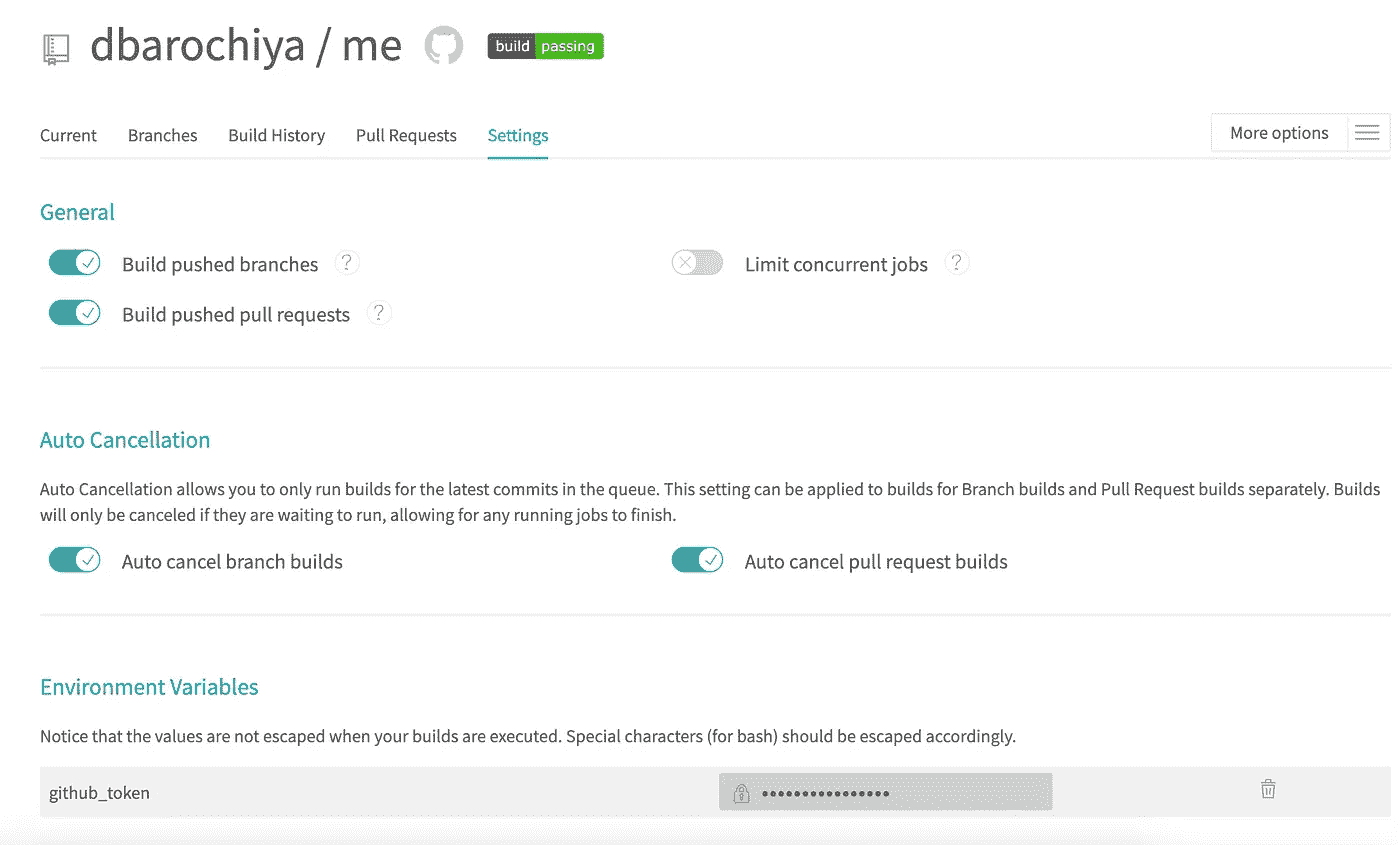 dbarochiya / me build passing
Current Branches Build History Pull Requests Settings More options
General
Build pushed branches ? Limit concurrent jobs ?
Build pushed pull requests ?
Auto Cancellation
Auto Cancellation allows you to only run builds for the latest commits in the queue. This setting can be applied to builds for Branch builds and Pull Request builds separately. Builds
will only be canceled if they are waiting to run, allowing for any running jobs to finish.
Auto cancel branch builds Auto cancel pull request builds
Environment Variables
Notice that the values are not escaped when your builds are executed. Special characters (for bash) should be escaped accordingly.
github_token ••••••••••••••••